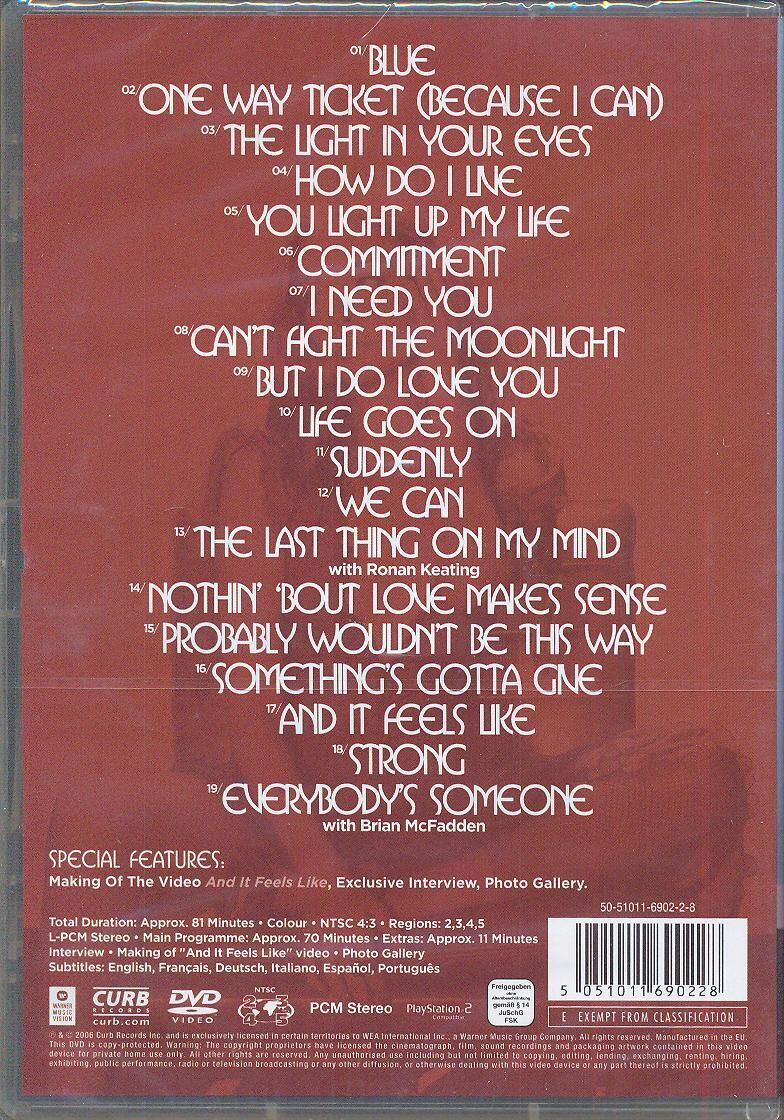 01/BLUE
02/ONE WAY TICKET (BECAUSE I CAN)
03/THE LIGHT IN YOUR EYES
04/HOW DO I LIVE
05/YOU LIGHT UP MY LIFE
06/COMMITMENT
07/I NEED YOU
08/CAN'T FIGHT THE MOONLIGHT
09/BUT I DO LOVE YOU
10/LIFE GOES ON
11/SUDDENLY
12/WE CAN
13/THE LAST THING ON MY MIND
with Ronan Keating
14/NOTHIN' 'BOUT LOVE MAKES SENSE
15/PROBABLY WOULDN'T BE THIS WAY
16/SOMETHING'S GOTTA GIVE
17/AND IT FEELS LIKE
18/STRONG
19/EVERYBODY'S SOMEONE
with Brian McFadden
SPECIAL FEATURES:
Making Of The Video And It Feels Like, Exclusive Interview, Photo Gallery.
50-51011-6902-2-8
Total Duration: Approx. 81 Minutes • Colour • NTSC 4:3 • Regions: 2,3,4,5
L-PCM Stereo • Main Programme: Approx. 70 Minutes • Extras: Approx. 11 Minutes
Interview • Making of "And It Feels Like" video • Photo Gallery
Subtitles: English, Français, Deutsch, Italiano, Español, Português
5 051011 690228
W WARNER MUSIC VISION
CURB RECORDS
curb.com
DVD VIDEO
NTSC
2 3 4 5
PCM Stereo
PlayStation 2
Compatible
Freigegeben
ohne
Altersbeschränkung
gemäß § 14
JuSchG
FSK
E EXEMPT FROM CLASSIFICATION
℗ & © 2006 Curb Records Inc. and is exclusively licensed in certain territories to WEA International Inc., a Warner Music Group Company. All rights reserved. Manufactured in the EU.
This DVD is copy-protected. Warning: The copyright proprietors have licensed the cinematograph, film, sound recordings and packaging artwork contained in this video
device for private home use only. All other rights are reserved. Any unauthorised use including but not limited to copying, editing, lending, exchanging, renting, hiring,
exhibiting, public performance, radio or television broadcasting or any other diffusion, or otherwise dealing with this video device or any part thereof is strictly prohibited.